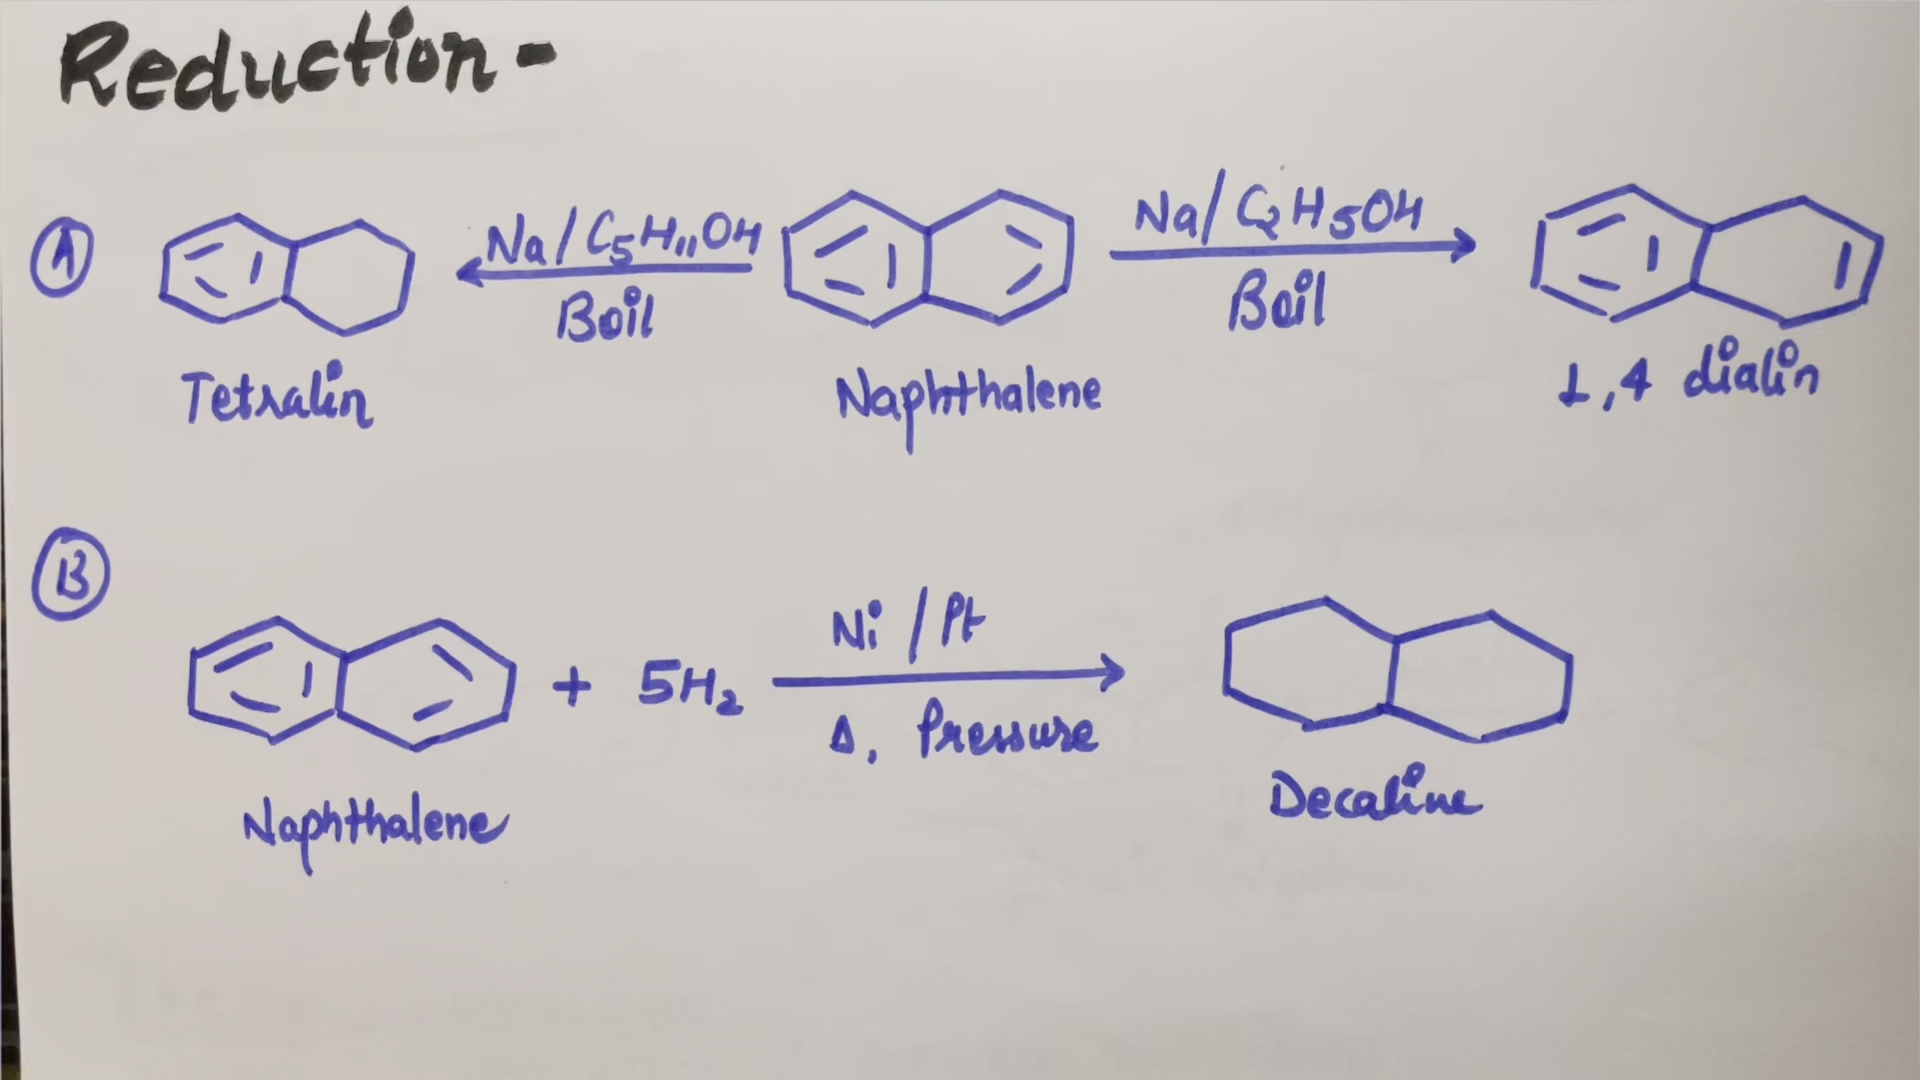 Reduction -
A
Na/C₅H₁₁OH
Boil
Na/C₂H₅OH
Boil
Tetralin
Naphthalene
1,4 dialin
B
+ 5H₂
Ni/Pt
Δ, Pressure
Naphthalene
Decaline